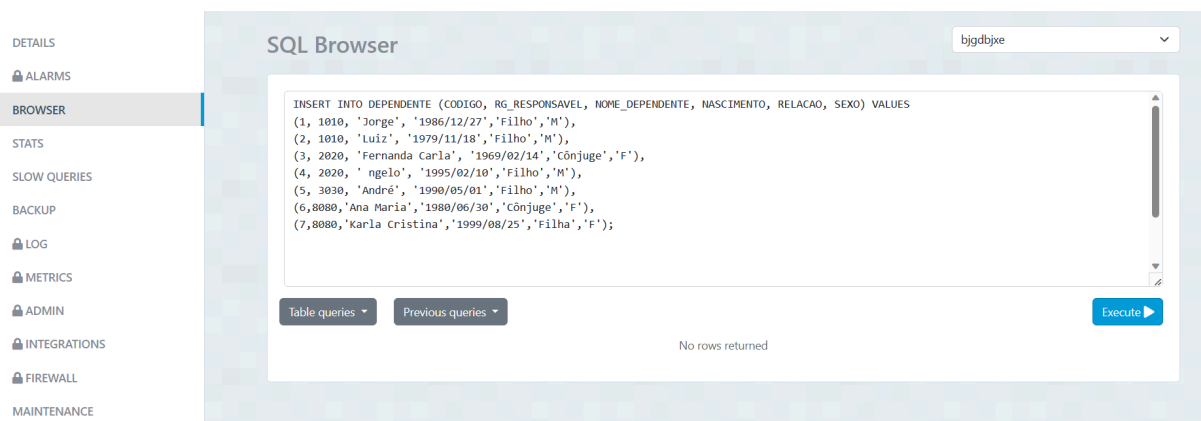 DETAILS
ALARMS
BROWSER
STATS
SLOW QUERIES
BACKUP
LOG
METRICS
ADMIN
INTEGRATIONS
FIREWALL
MAINTENANCE
SQL Browser
bjgdbjxe
INSERT INTO DEPENDENTE (CODIGO, RG_RESPONSAVEL, NOME_DEPENDENTE, NASCIMENTO, RELACAO, SEXO) VALUES
(1, 1010, 'Jorge', '1986/12/27','Filho','M'),
(2, 1010, 'Luiz', '1979/11/18','Filho','M'),
(3, 2020, 'Fernanda Carla', '1969/02/14','Cônjuge','F'),
(4, 2020, ' ngelo', '1995/02/10','Filho','M'),
(5, 3030, 'André', '1990/05/01','Filho','M'),
(6,8080,'Ana Maria','1980/06/30','Cônjuge','F'),
(7,8080,'Karla Cristina','1999/08/25','Filha','F');
Table queries
Previous queries
Execute
No rows returned